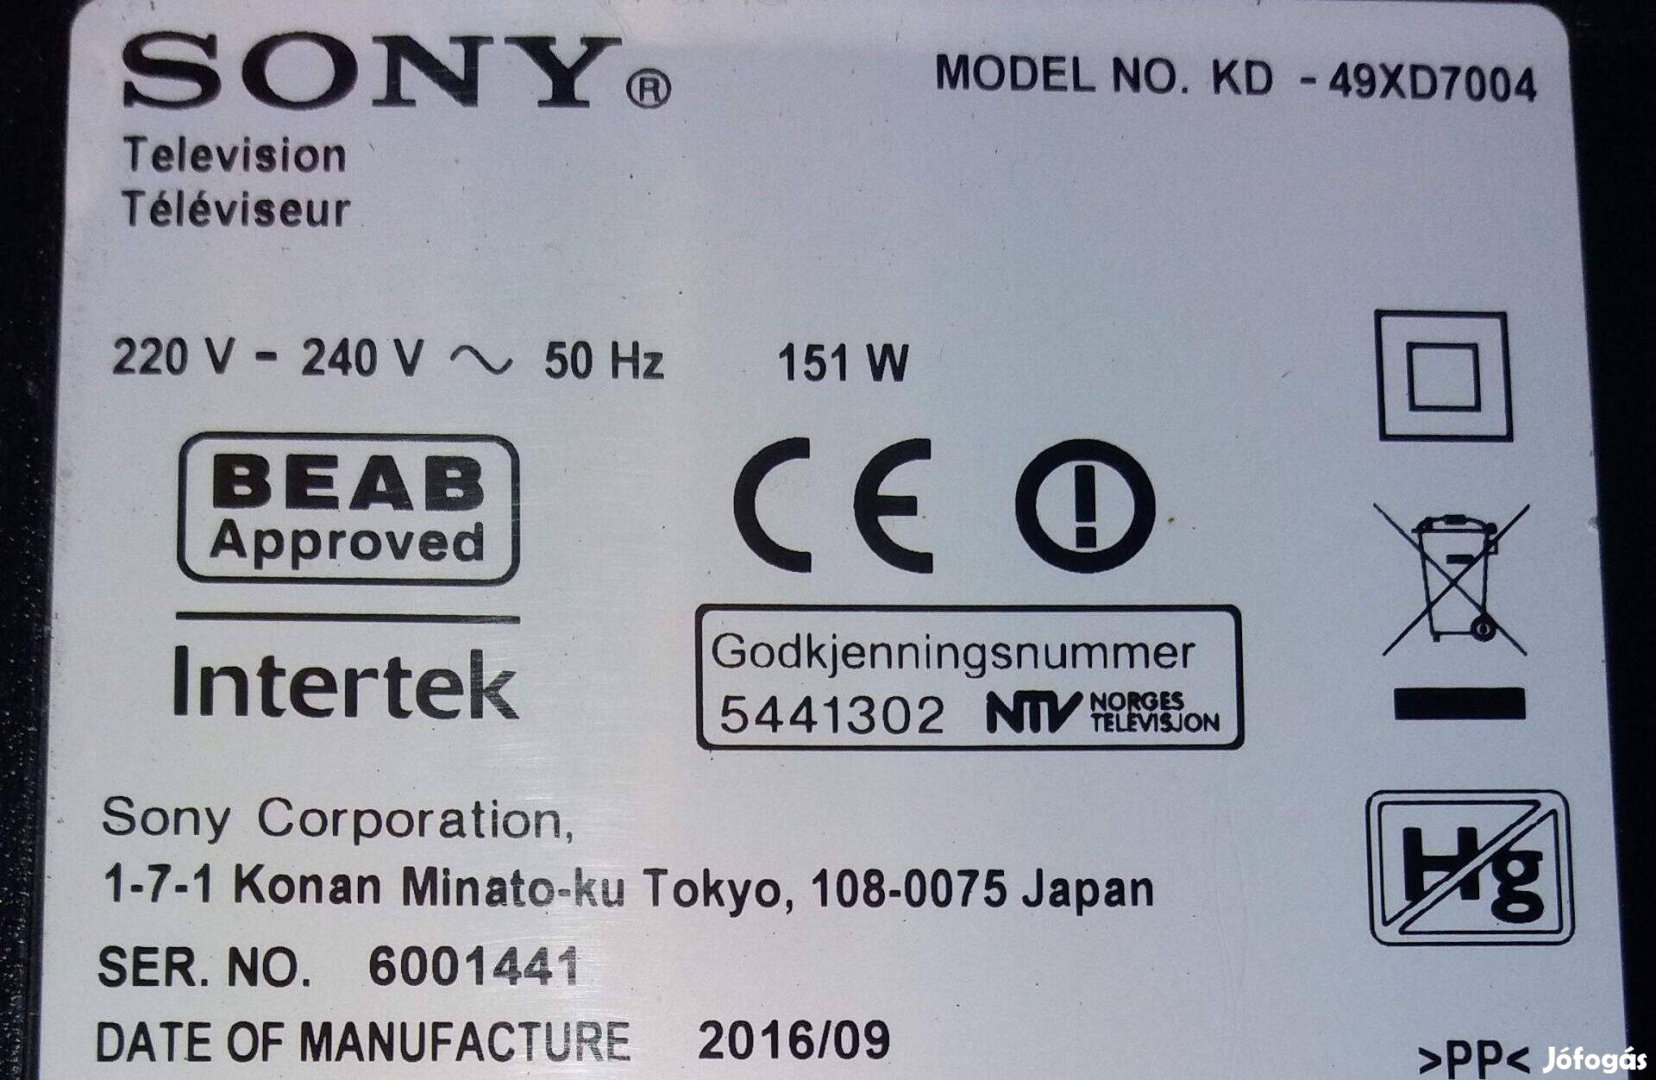 SONY®
MODEL NO. KD - 49XD7004
Television
Téléviseur
220 V - 240 V ~ 50 Hz 151 W
BEAB
Approved
CE
Intertek
Godkjenningsnummer
5441302 NTV NORGES
TELEVISJON
Sony Corporation,
1-7-1 Konan Minato-ku Tokyo, 108-0075 Japan
Hg
SER. NO. 6001441
DATE OF MANUFACTURE 2016/09
>PP<
Jófogás